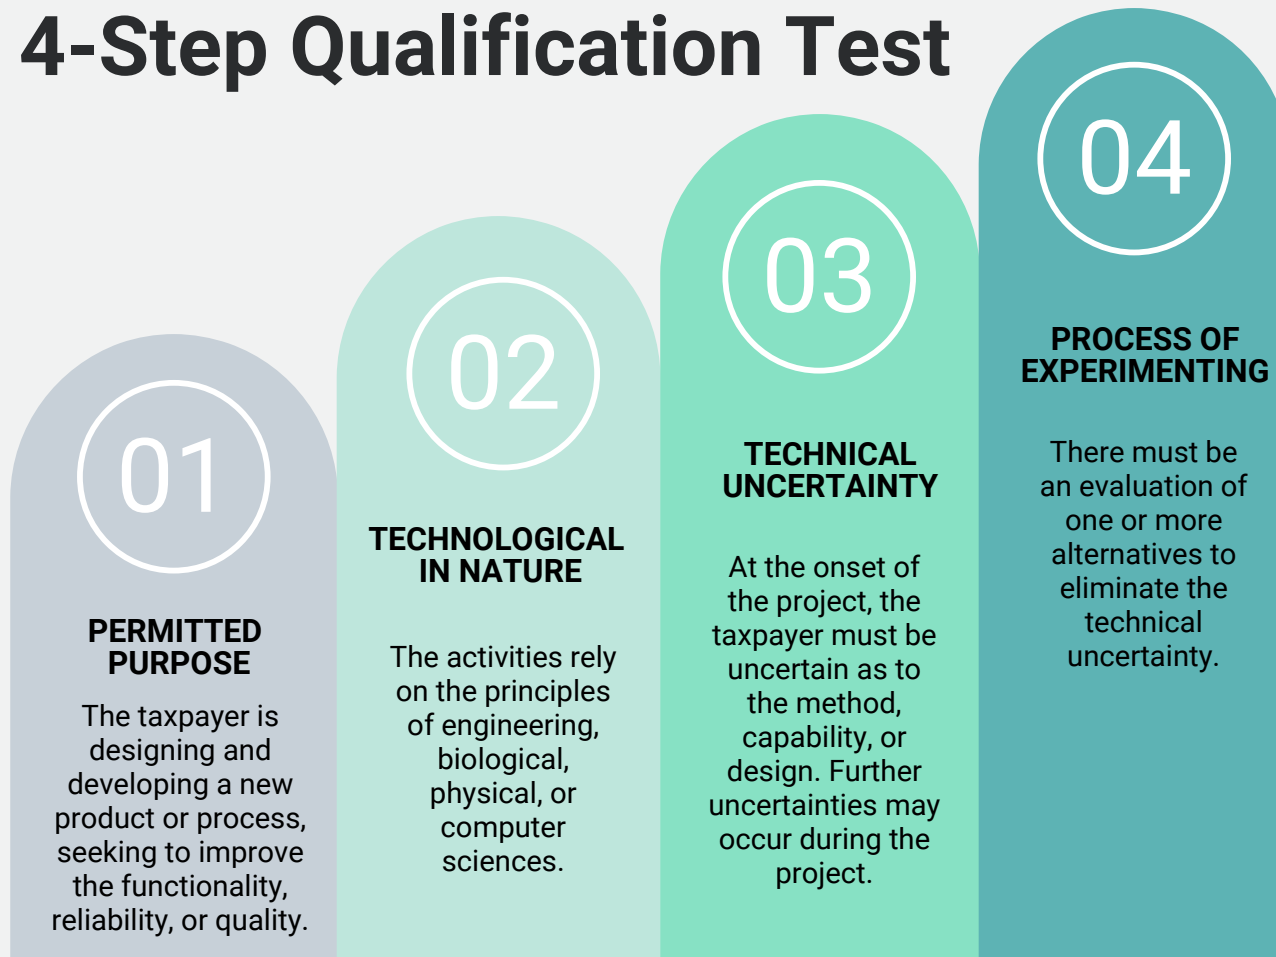 4-Step Qualification Test
01
PERMITTED
PURPOSE
The taxpayer is
designing and
developing a new
product or process,
seeking to improve
the functionality,
reliability, or quality.
02
TECHNOLOGICAL
IN NATURE
The activities rely
on the principles
of engineering,
biological,
physical, or
computer
sciences.
03
TECHNICAL
UNCERTAINTY
At the onset of
the project, the
taxpayer must be
uncertain as to
the method,
capability, or
design. Further
uncertainties may
occur during the
project.
04
PROCESS OF
EXPERIMENTING
There must be
an evaluation of
one or more
alternatives to
eliminate the
technical
uncertainty.